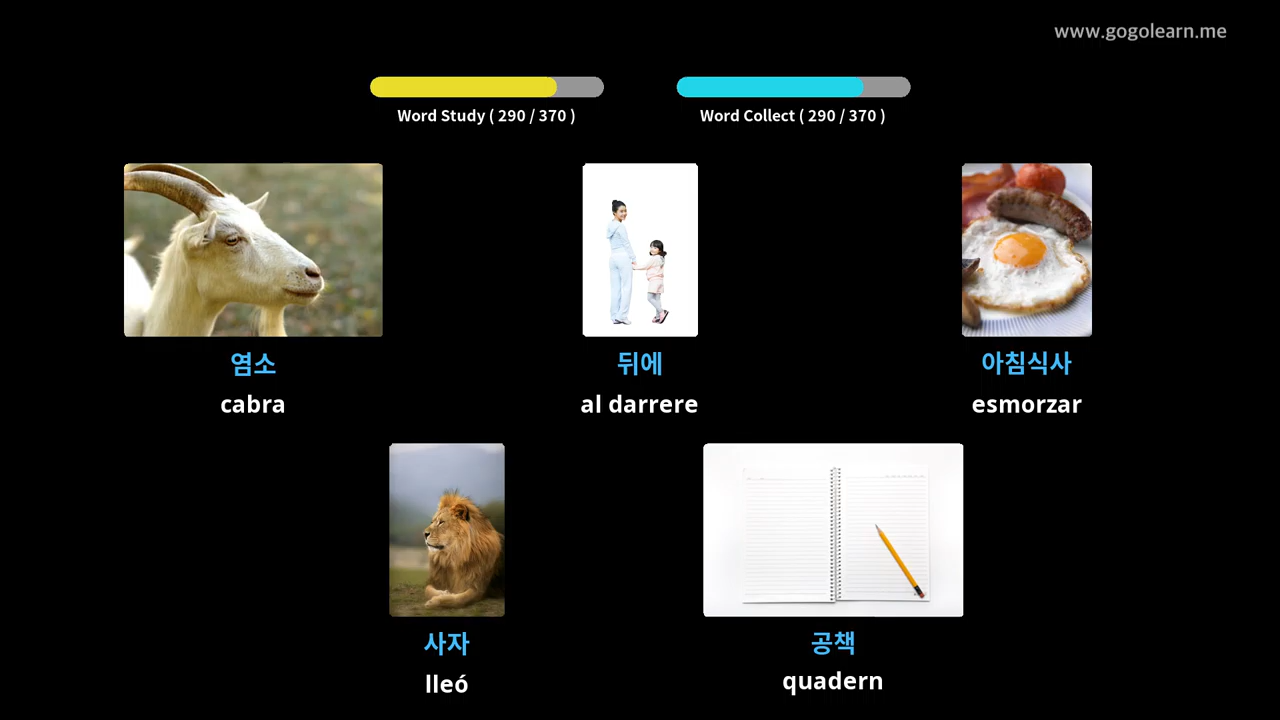 www.gogolearn.me
Word Study ( 290 / 370 )
Word Collect ( 290 / 370 )
염소
cabra
뒤에
al darrere
아침식사
esmorzar
사자
lleó
공책
quadern